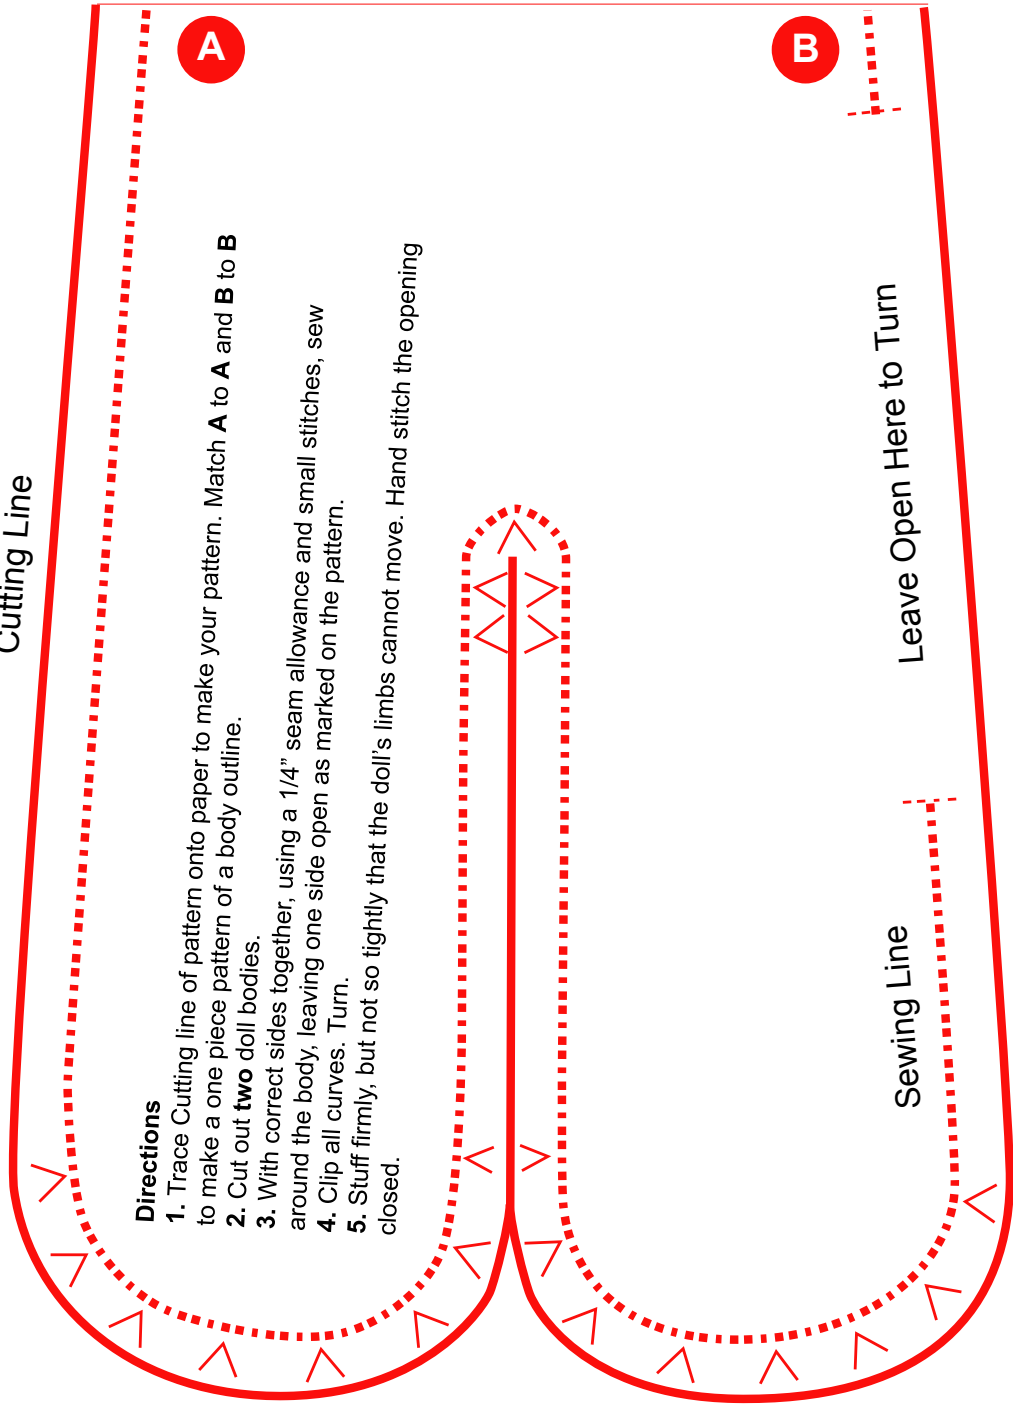 A
B
Cutting Line
Directions
1. Trace Cutting line of pattern onto paper to make your pattern. Match A to A and B to B
to make a one piece pattern of a body outline.
2. Cut out two doll bodies.
3. With correct sides together, using a 1/4” seam allowance and small stitches, sew
around the body, leaving one side open as marked on the pattern.
4. Clip all curves. Turn.
5. Stuff firmly, but not so tightly that the doll’s limbs cannot move. Hand stitch the opening
closed.
Leave Open Here to Turn
Sewing Line